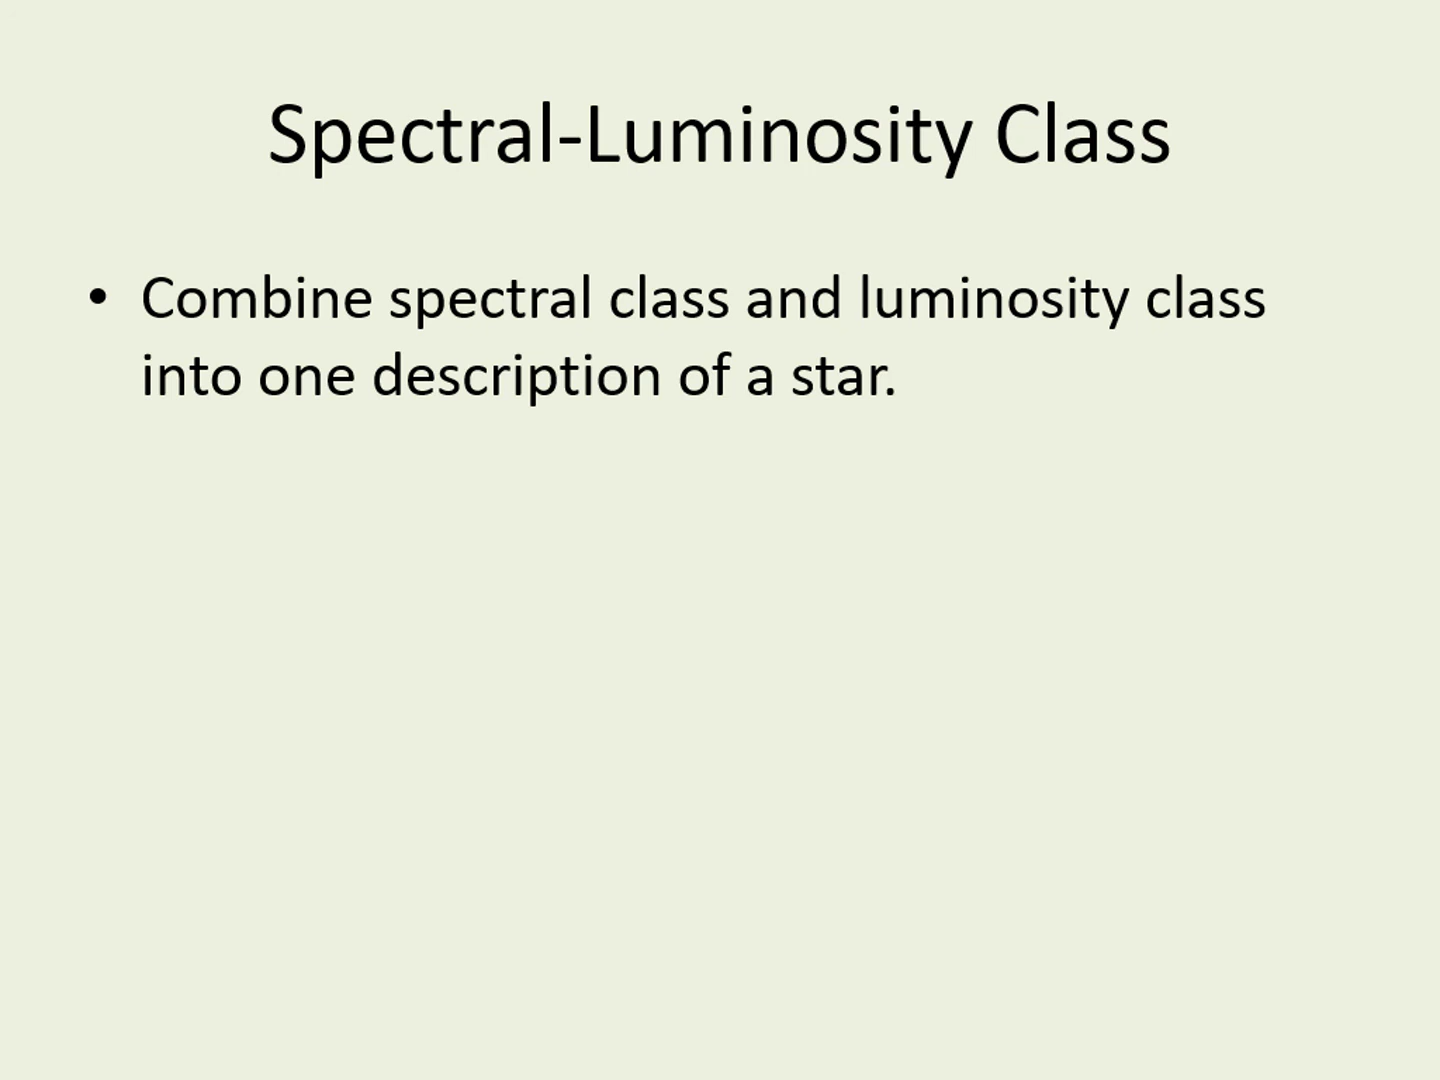 Spectral-Luminosity Class
• Combine spectral class and luminosity class
into one description of a star.